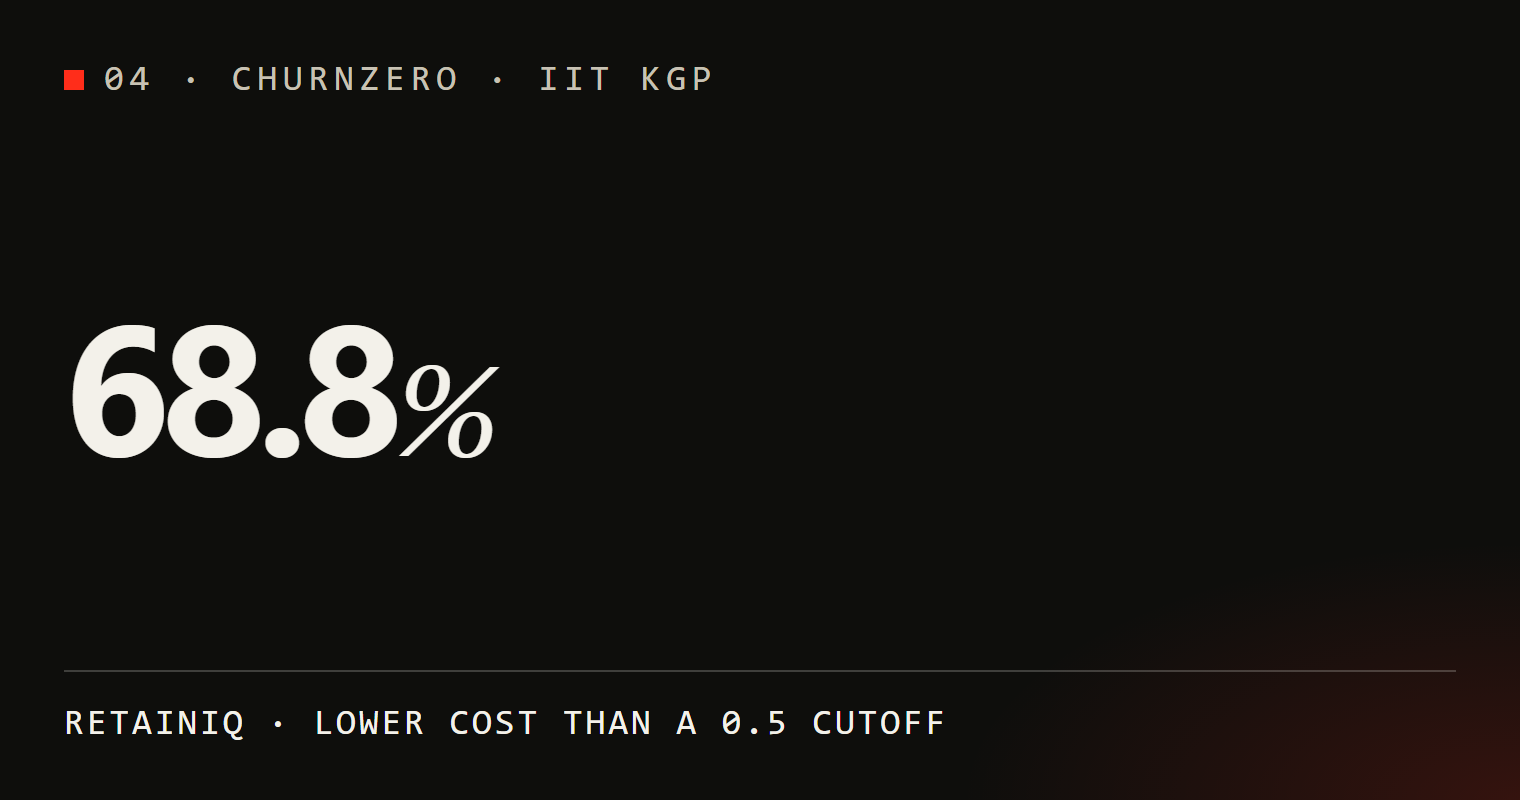 04 · CHURNZERO · IIT KGP
68.8%
RETAINIQ · LOWER COST THAN A 0.5 CUTOFF